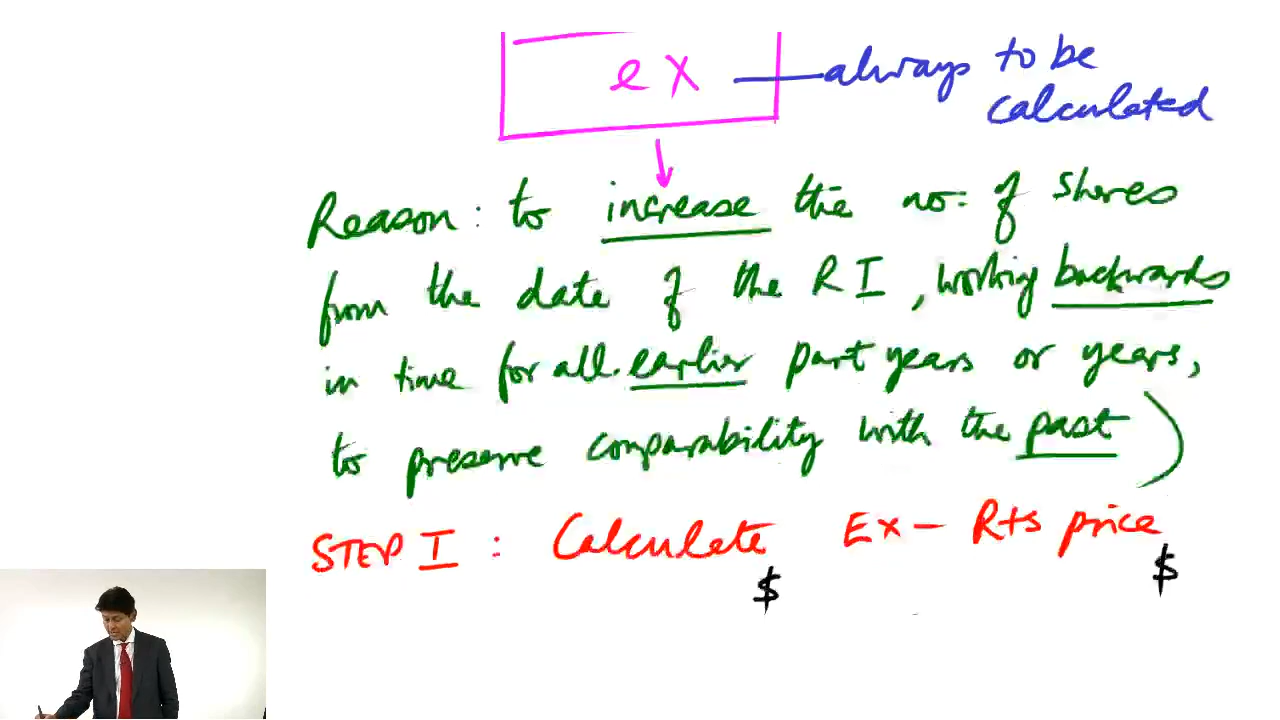 ex — always to be
calculated
Reason: to increase the no: of shares
from the date of the RI, working backwards
in time for all earlier part years or years,
to preserve comparability with the past)
STEP I : Calculate Ex-Rts price
$ $